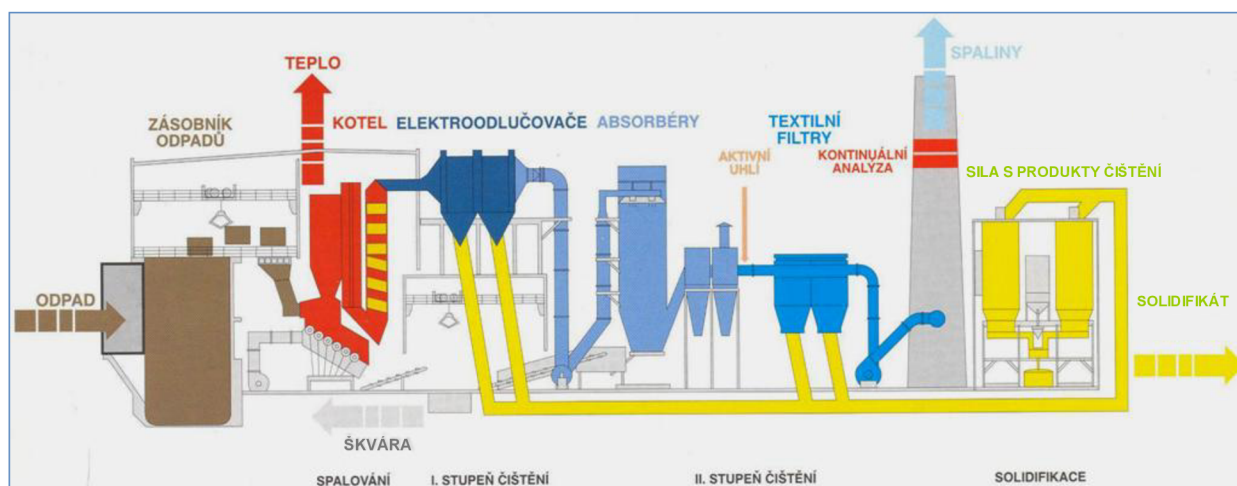 SPALINY
TEPLO
ZÁSOBNÍK
ODPADŮ
KOTEL
ELEKTROODLUČOVAČE
ABSORBÉRY
TEXTILNÍ
FILTRY
AKTIVNÍ
UHLÍ
KONTINUÁLNÍ
ANALÝZA
SILA S PRODUKTY ČIŠTĚNÍ
ODPAD
SOLIDIFIKÁT
ŠKVÁRA
SPALOVÁNÍ
I. STUPEŇ ČIŠTĚNÍ
II. STUPEŇ ČIŠTĚNÍ
SOLIDIFIKACE